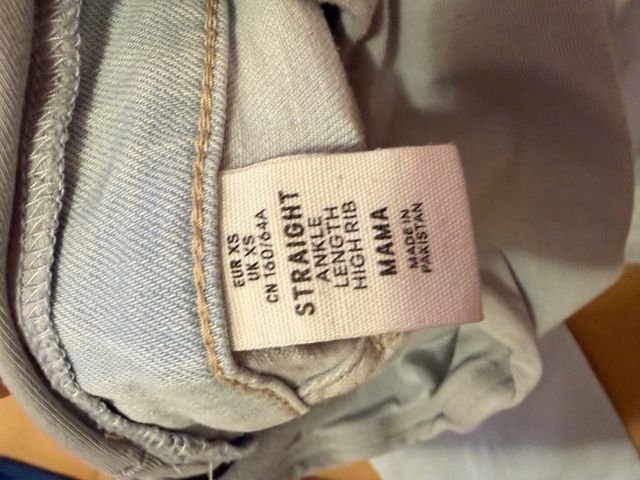 EUR XS
UK XS
CN 160/64A
STRAIGHT
ANKLE
LENGTH
HIGH RIB
MAMA
MADE IN
PAKISTAN